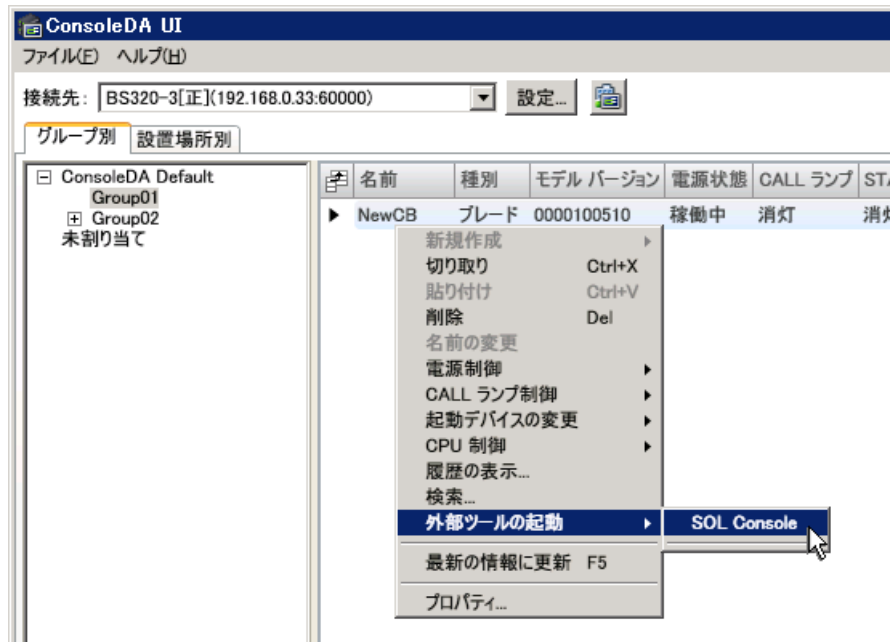 ConsoleDA UI
ファイル(F) ヘルプ(H)
接続先: BS320-3[正](192.168.0.33:60000) 設定...
グループ別 設置場所別
ConsoleDA Default
Group01
Group02
未割り当て
名前 種別 モデル バージョン 電源状態 CALL ランプ STA
NewCB ブレード 0000100510 稼働中 消灯 消灯
新規作成
切り取り Ctrl+X
貼り付け Ctrl+V
削除 Del
名前の変更
電源制御
CALL ランプ制御
起動デバイスの変更
CPU 制御
履歴の表示...
検索...
外部ツールの起動 SOL Console
最新の情報に更新 F5
プロパティ...